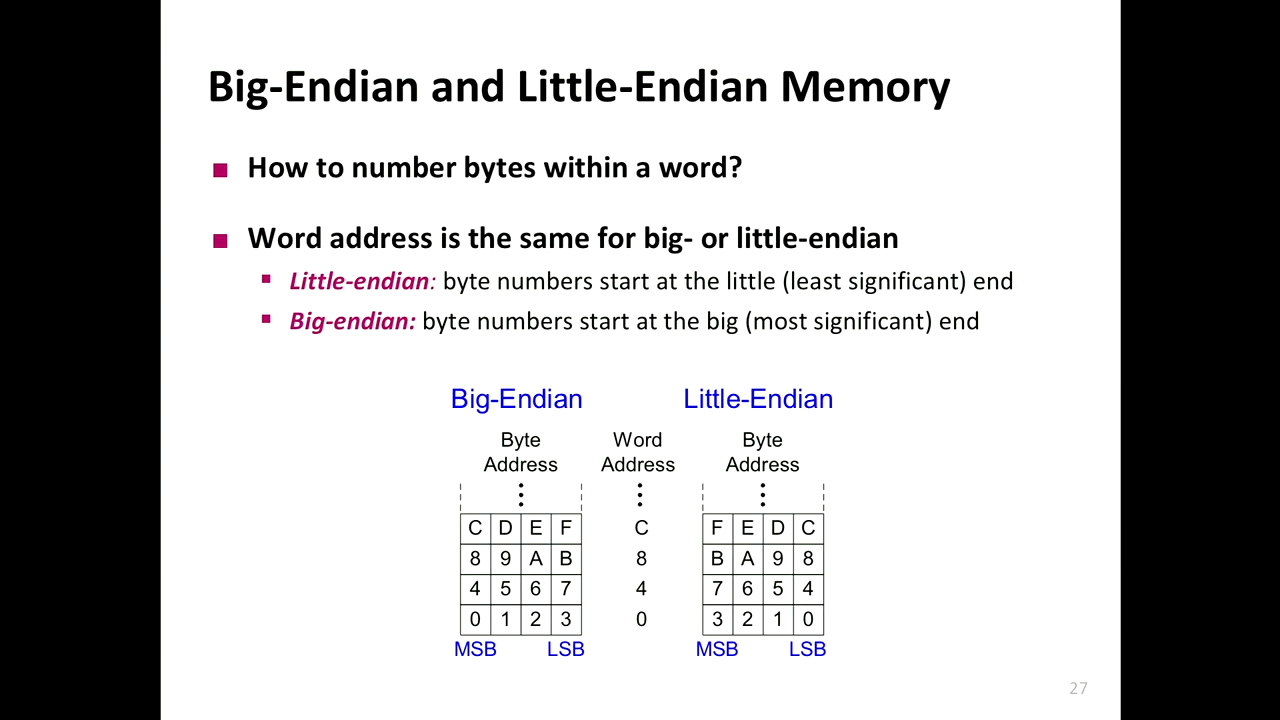 Big-Endian and Little-Endian Memory
■ How to number bytes within a word?
■ Word address is the same for big- or little-endian
▪ Little-endian: byte numbers start at the little (least significant) end
▪ Big-endian: byte numbers start at the big (most significant) end
Big-Endian Little-Endian
Byte Word Byte
Address Address Address
C D E F C F E D C
8 9 A B 8 B A 9 8
4 5 6 7 4 7 6 5 4
0 1 2 3 0 3 2 1 0
MSB LSB MSB LSB
27